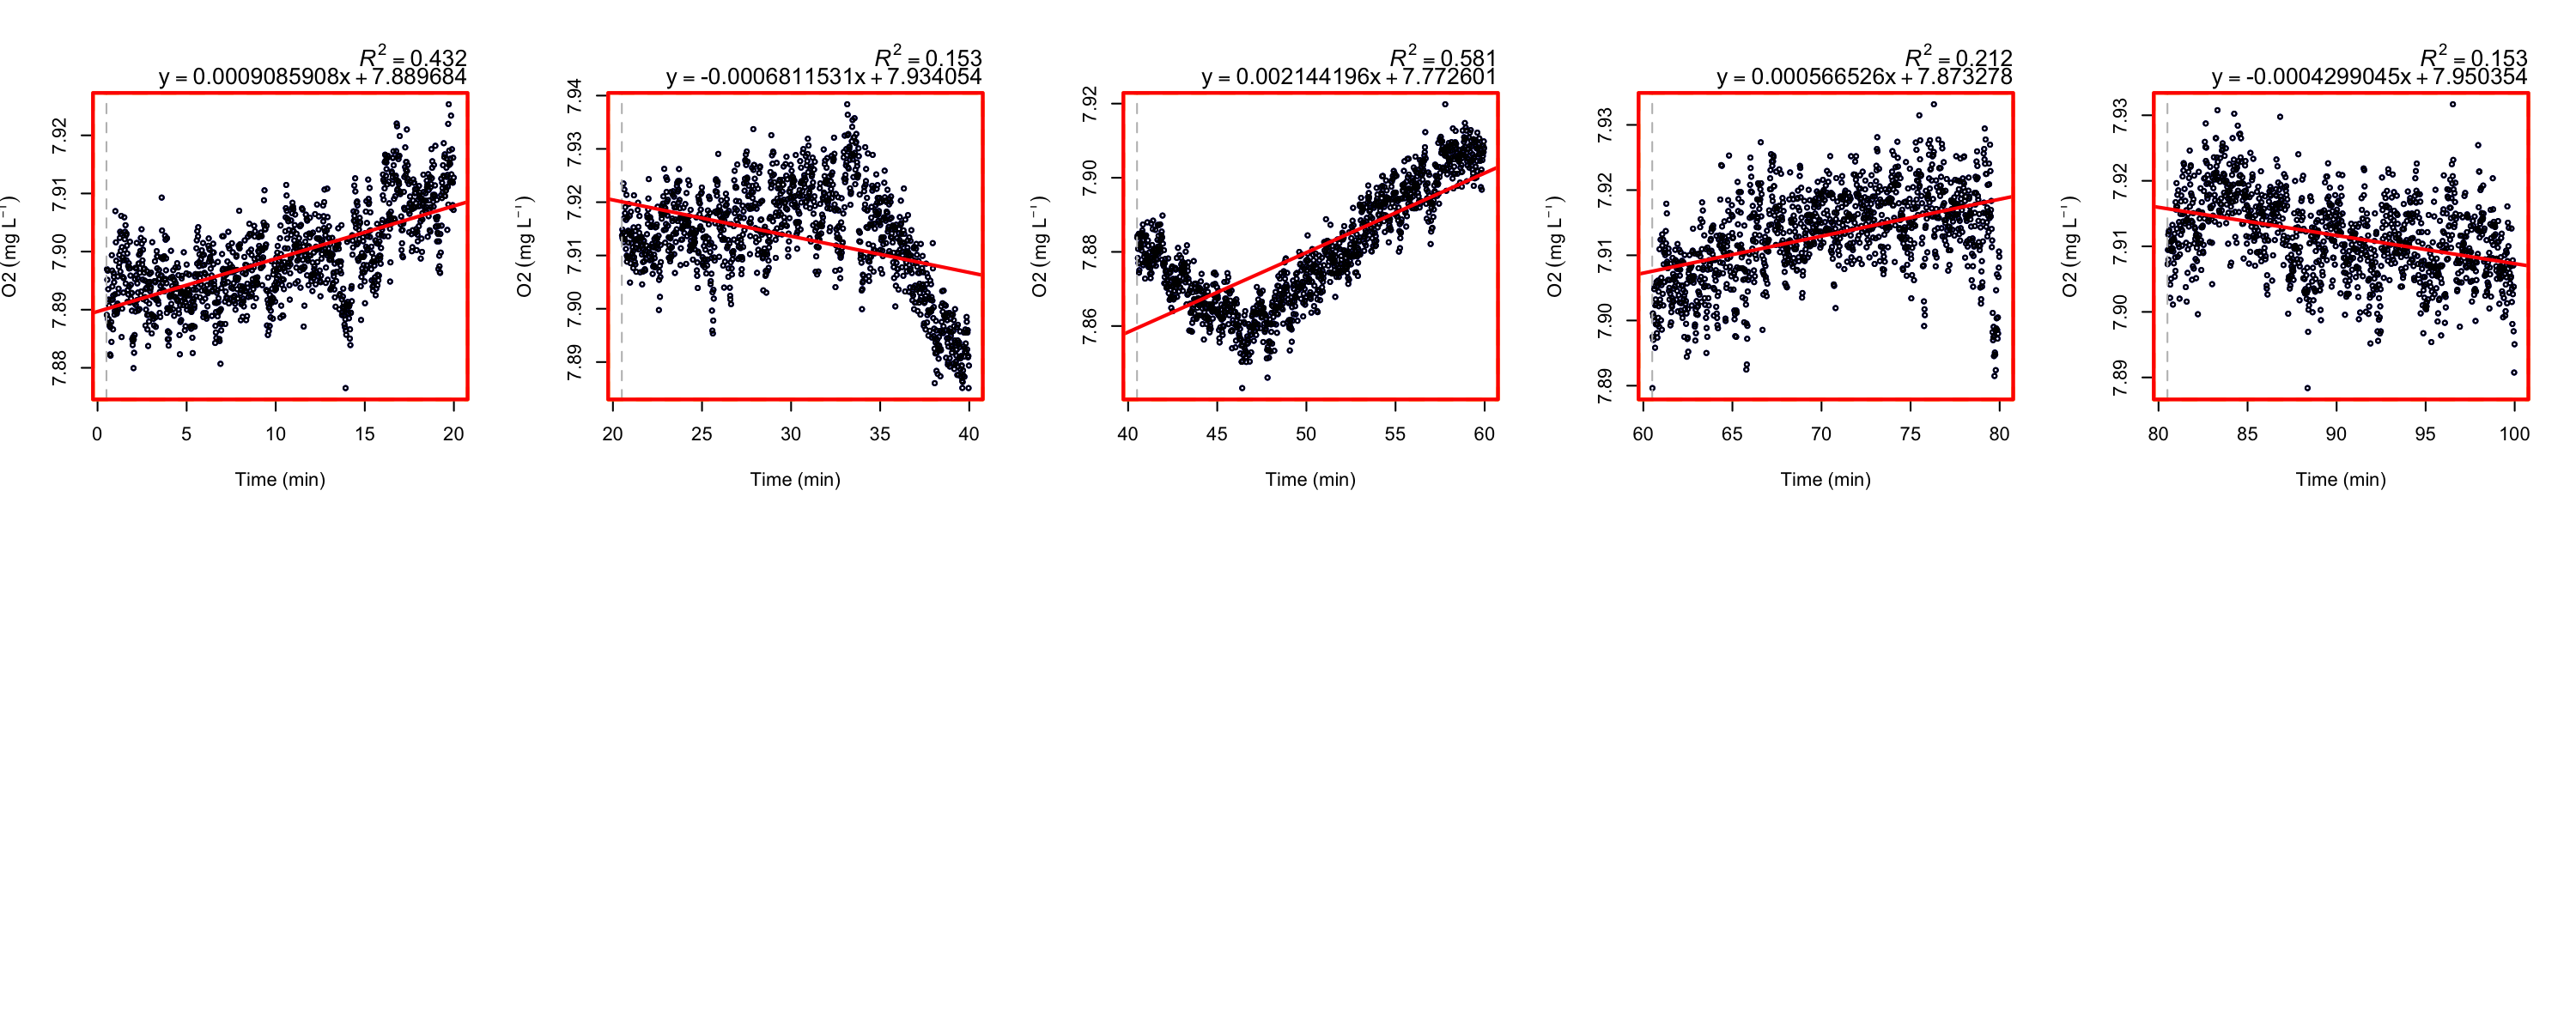 R² = 0.432
y = 0.0009085908x + 7.889684
O2 (mg L⁻¹)
7.88 7.89 7.90 7.91 7.92
0 5 10 15 20
Time (min)
R² = 0.153
y = -0.0006811531x + 7.934054
O2 (mg L⁻¹)
7.89 7.90 7.91 7.92 7.93 7.94
20 25 30 35 40
Time (min)
R² = 0.581
y = 0.002144196x + 7.772601
O2 (mg L⁻¹)
7.86 7.88 7.90 7.92
40 45 50 55 60
Time (min)
R² = 0.212
y = 0.000566526x + 7.873278
O2 (mg L⁻¹)
7.89 7.90 7.91 7.92 7.93
60 65 70 75 80
Time (min)
R² = 0.153
y = -0.0004299045x + 7.950354
O2 (mg L⁻¹)
7.89 7.90 7.91 7.92 7.93
80 85 90 95 100
Time (min)